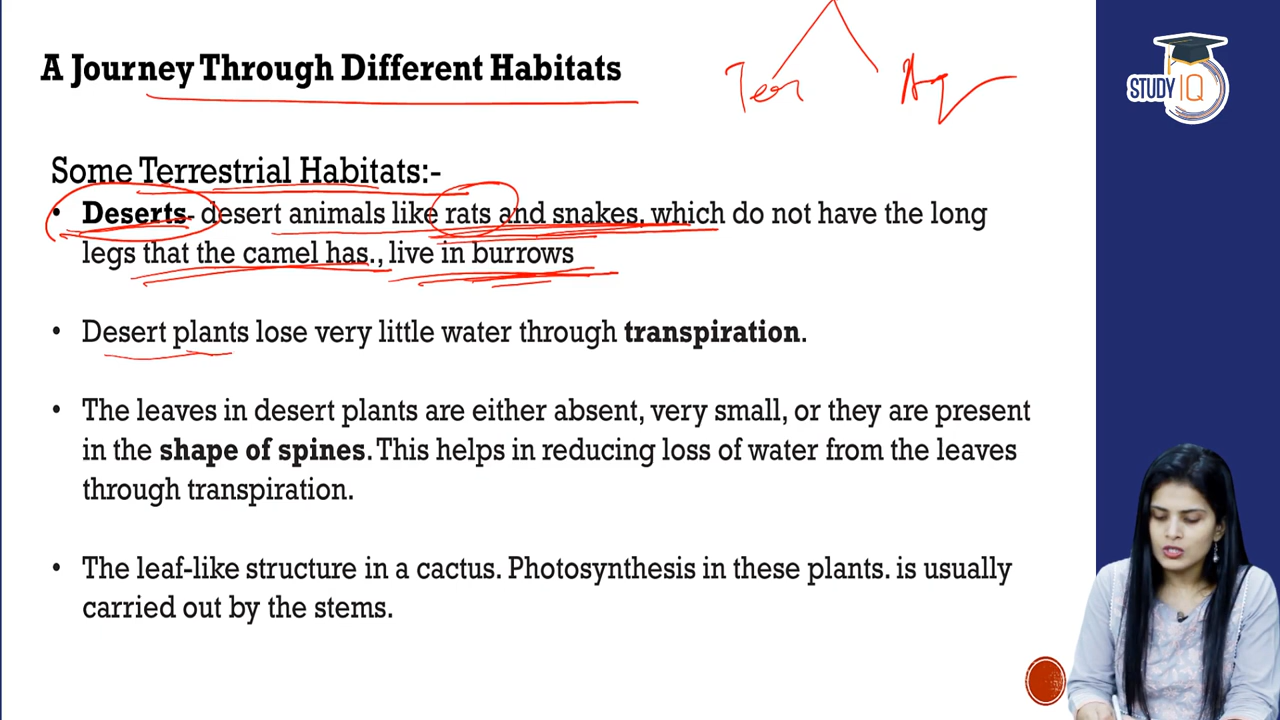 A Journey Through Different Habitats
Ter
Aq
STUDY IQ
Some Terrestrial Habitats:-
• Deserts- desert animals like rats and snakes, which do not have the long
legs that the camel has., live in burrows
• Desert plants lose very little water through transpiration.
• The leaves in desert plants are either absent, very small, or they are present
in the shape of spines. This helps in reducing loss of water from the leaves
through transpiration.
• The leaf-like structure in a cactus. Photosynthesis in these plants. is usually
carried out by the stems.